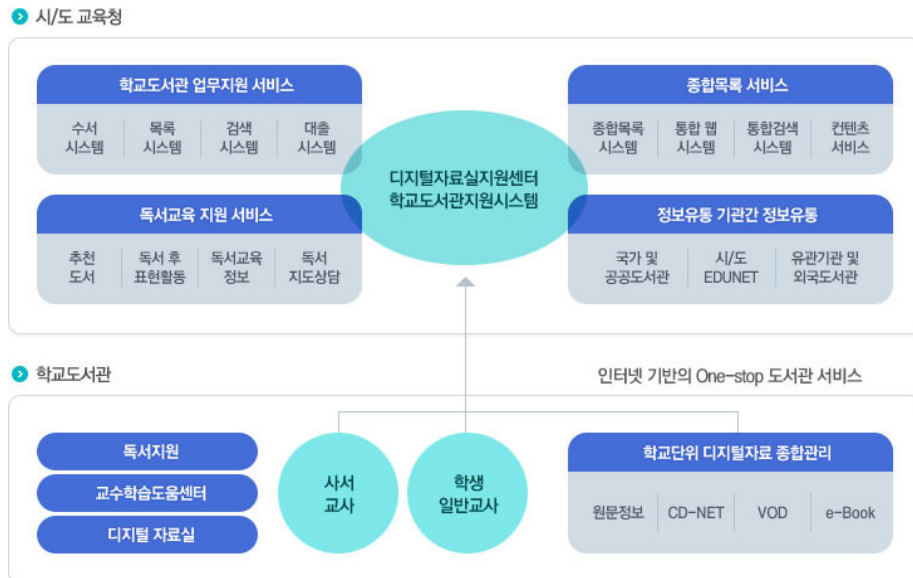 시/도 교육청
학교도서관 업무지원 서비스
수서
시스템
목록
시스템
검색
시스템
대출
시스템
종합목록 서비스
종합목록
시스템
통합 웹
시스템
통합검색
시스템
컨텐츠
서비스
디지털자료실지원센터
학교도서관지원시스템
독서교육 지원 서비스
추천
도서
독서 후
표현활동
독서교육
정보
독서
지도상담
정보유통 기관간 정보유통
국가 및
공공도서관
시/도
EDUNET
유관기관 및
외국도서관
학교도서관
인터넷 기반의 One-stop 도서관 서비스
독서지원
교수학습도움센터
디지털 자료실
사서
교사
학생
일반교사
학교단위 디지털자료 종합관리
원문정보
CD-NET
VOD
e-Book